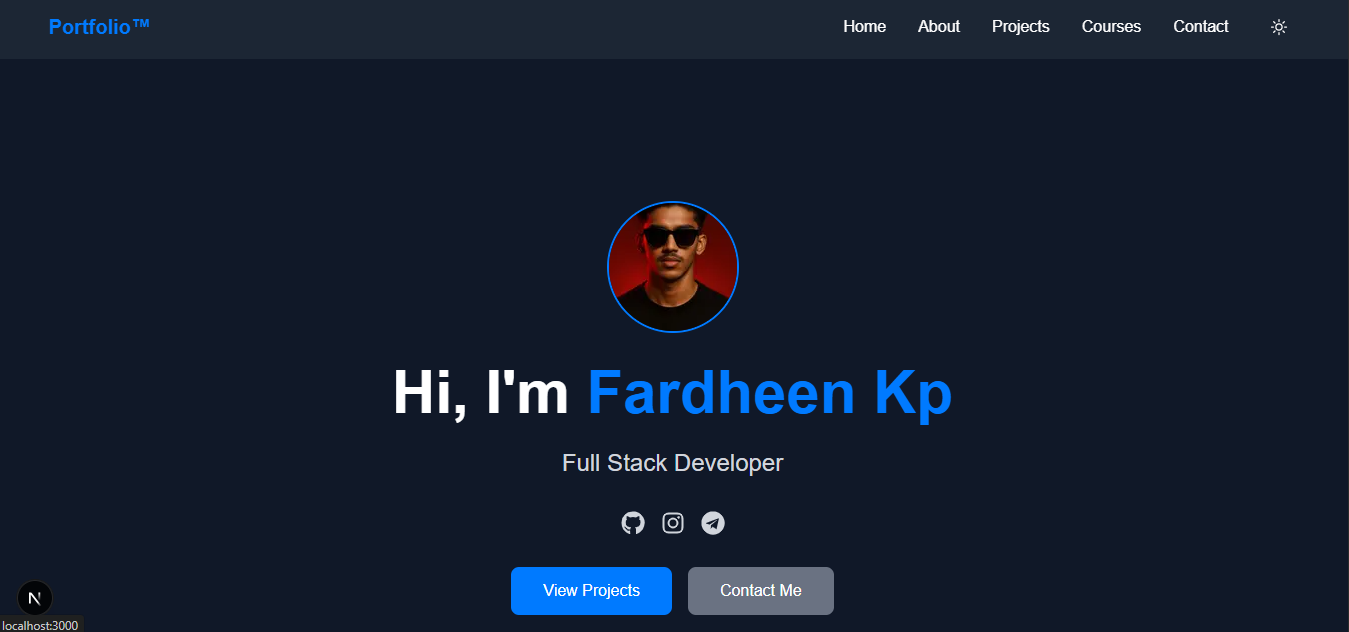 Portfolio™ Home About Projects Courses Contact
Hi, I'm Fardheen Kp
Full Stack Developer
View Projects Contact Me
N
localhost:3000